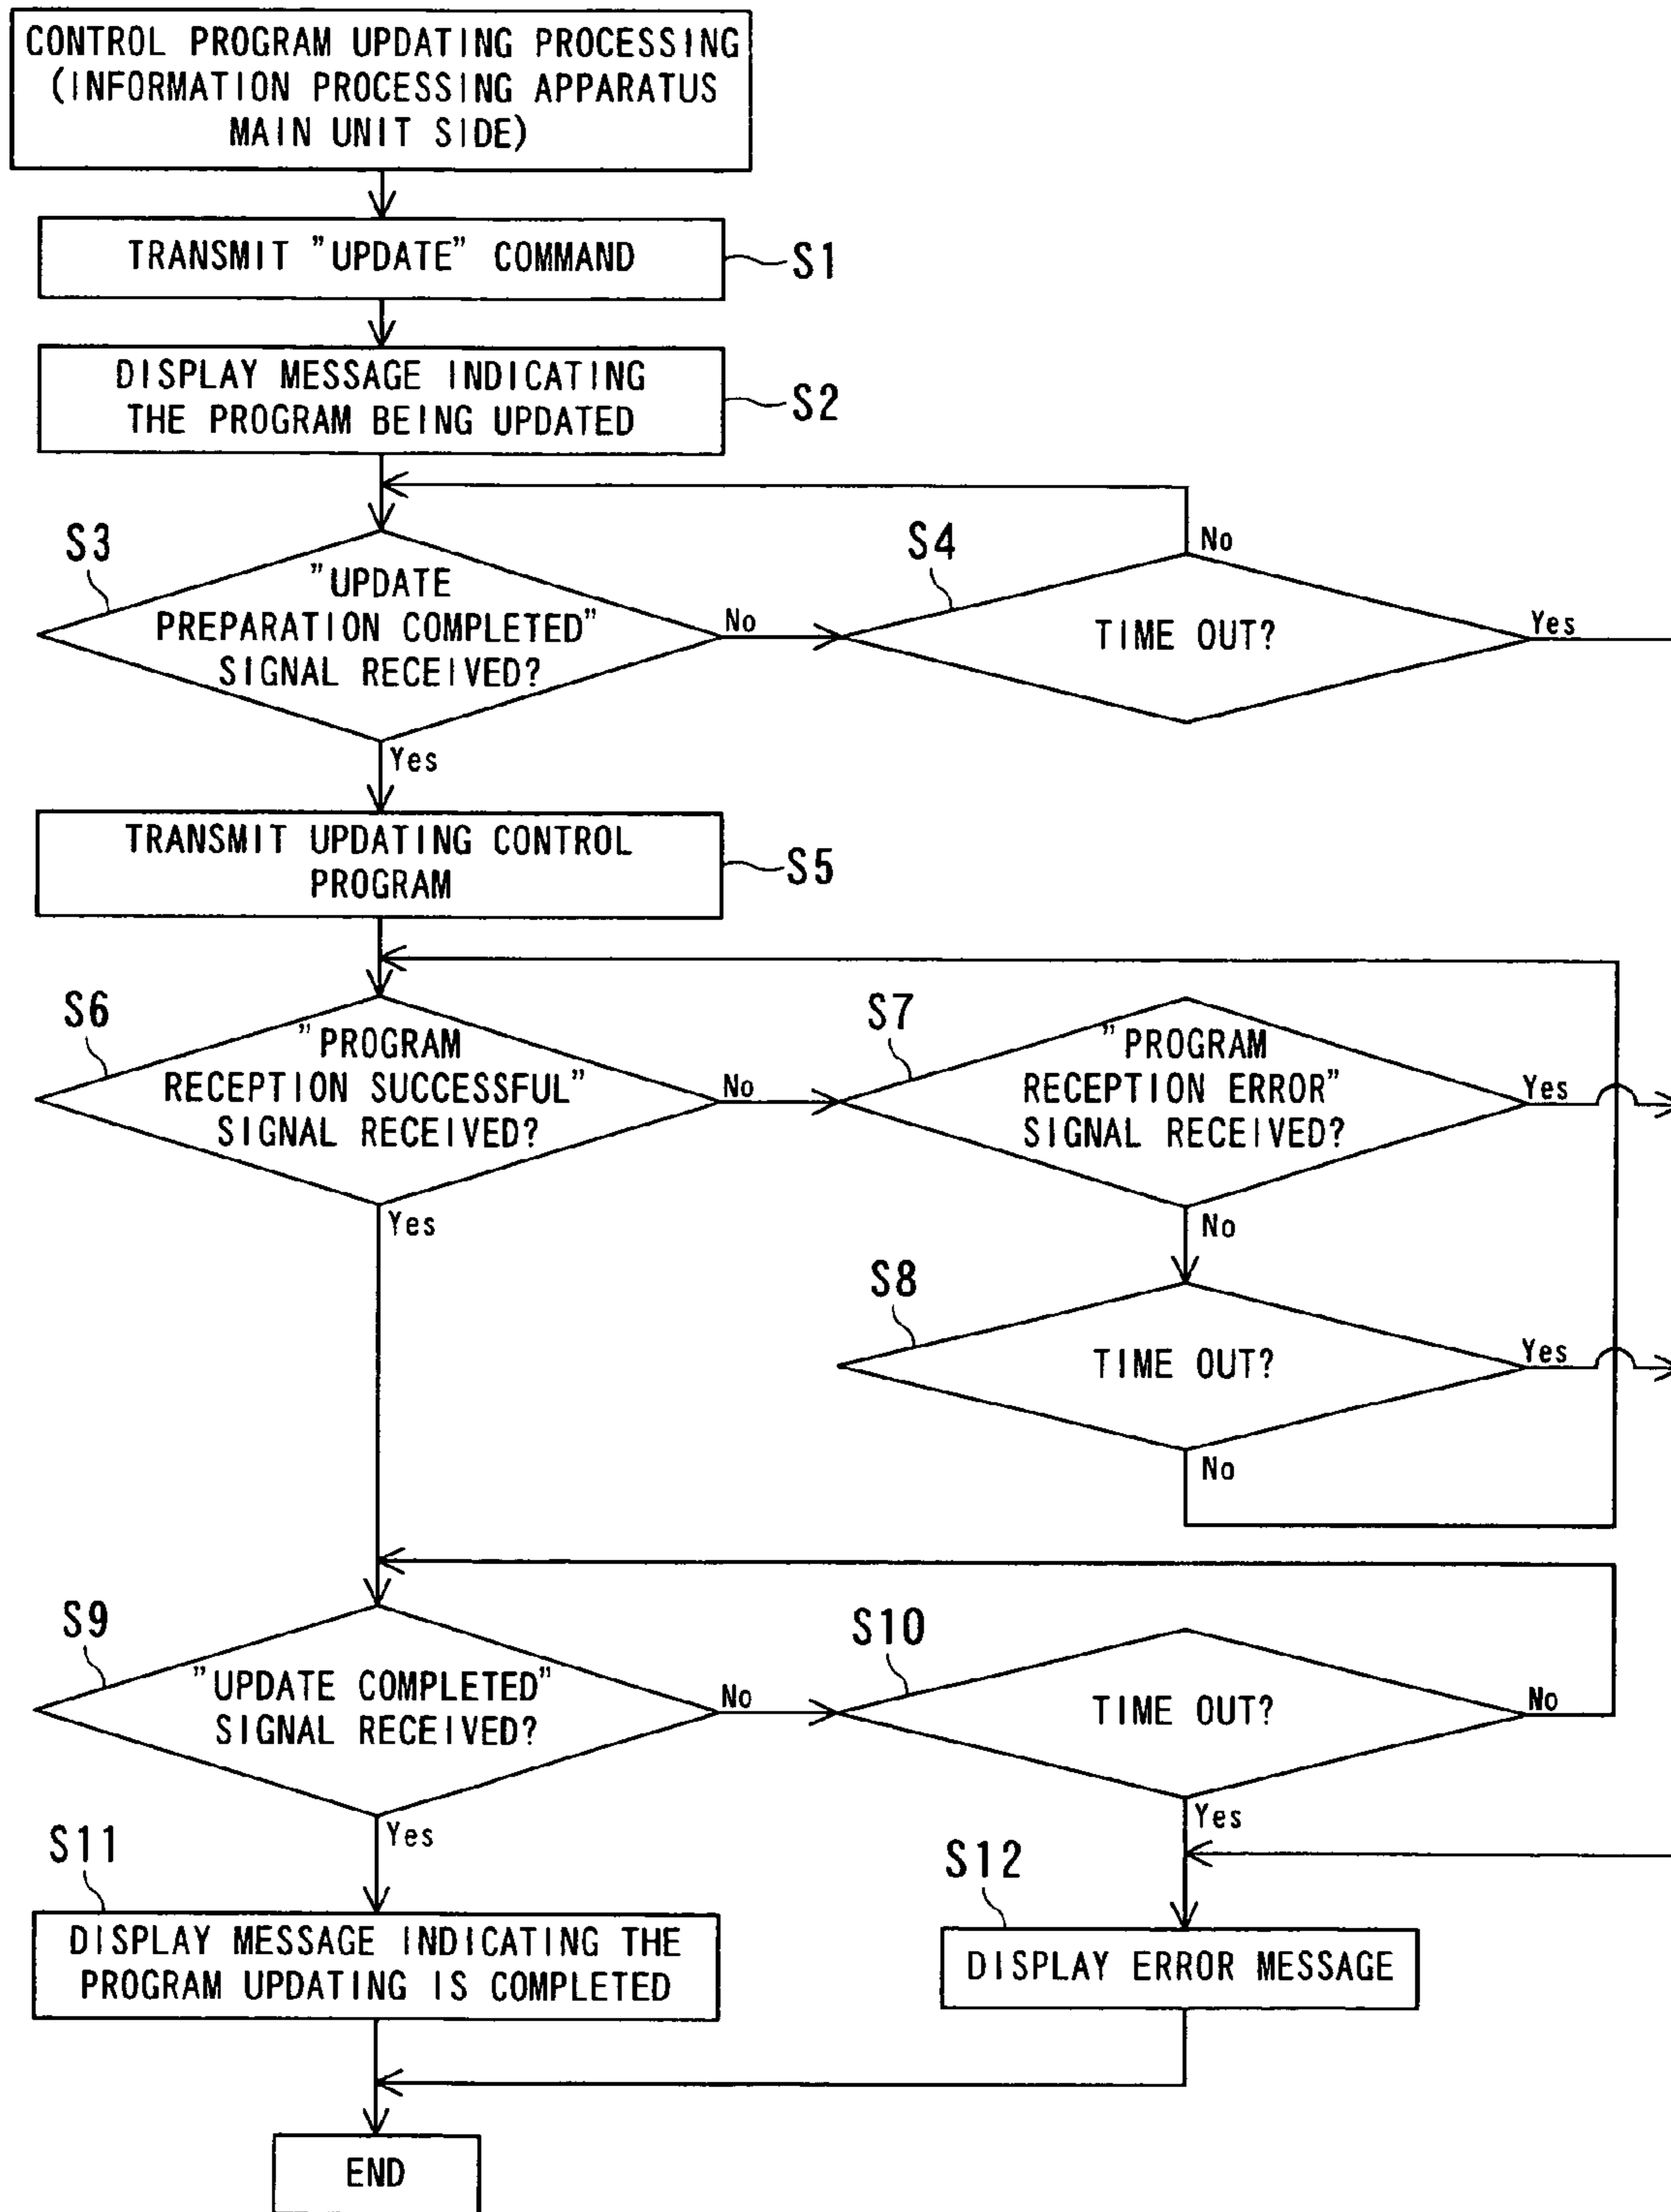 CONTROL PROGRAM UPDATING PROCESSING
(INFORMATION PROCESSING APPARATUS
MAIN UNIT SIDE)
TRANSMIT ”UPDATE” COMMAND
S1
DISPLAY MESSAGE INDICATING
THE PROGRAM BEING UPDATED
S2
S3
”UPDATE
PREPARATION COMPLETED”
SIGNAL RECEIVED?
No
Yes
S4
TIME OUT?
No
Yes
TRANSMIT UPDATING CONTROL
PROGRAM
S5
S6
”PROGRAM
RECEPTION SUCCESSFUL”
SIGNAL RECEIVED?
No
Yes
S7
”PROGRAM
RECEPTION ERROR”
SIGNAL RECEIVED?
Yes
No
S8
TIME OUT?
Yes
No
S9
”UPDATE COMPLETED”
SIGNAL RECEIVED?
No
Yes
S10
TIME OUT?
No
Yes
S11
DISPLAY MESSAGE INDICATING THE
PROGRAM UPDATING IS COMPLETED
S12
DISPLAY ERROR MESSAGE
END